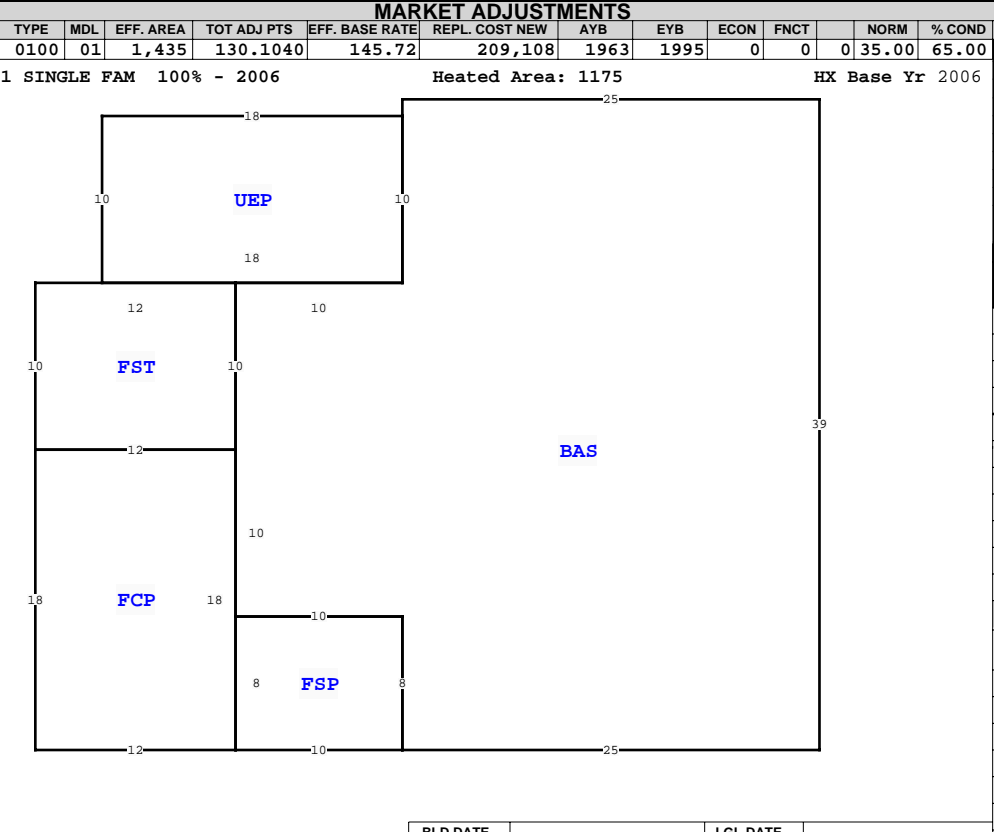 MARKET ADJUSTMENTS
TYPE MDL EFF. AREA TOT ADJ PTS EFF. BASE RATE REPL. COST NEW AYB EYB ECON FNCT NORM % COND
0100 01 1,435 130.1040 145.72 209,108 1963 1995 0 0 0 35.00 65.00
1 SINGLE FAM 100% - 2006 Heated Area: 1175 HX Base Yr 2006
25
18
10 UEP 10
18
12 10
10 FST 10
39
12 BAS
10
18 FCP 18
10
8 FSP 8
12 10 25
BLD DATE LGL DATE